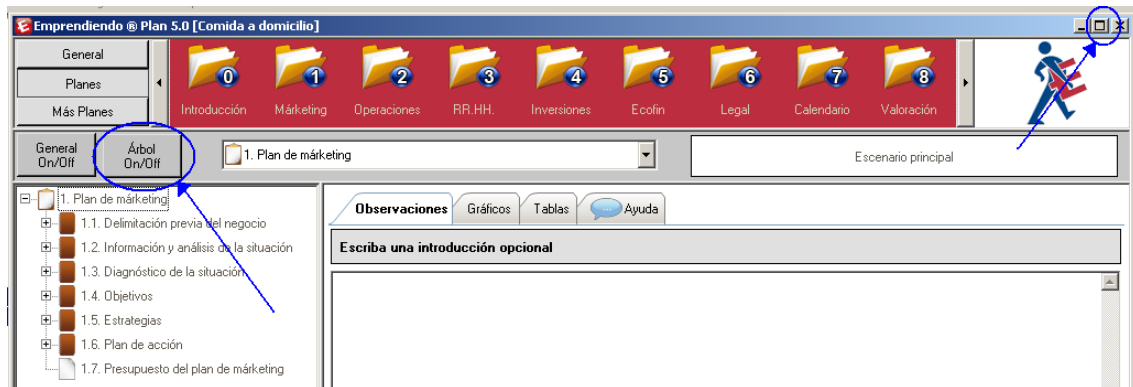 Emprendiendo ® Plan 5.0 [Comida a domicilio]
General
Planes
Más Planes
0 1 2 3 4 5 6 7 8
Introducción Márketing Operaciones RR.HH. Inversiones Ecofin Legal Calendario Valoración
General On/Off
Árbol On/Off
1. Plan de márketing
Escenario principal
1. Plan de márketing
1.1. Delimitación previa del negocio
1.2. Información y análisis de la situación
1.3. Diagnóstico de la situación
1.4. Objetivos
1.5. Estrategias
1.6. Plan de acción
1.7. Presupuesto del plan de márketing
Observaciones Gráficos Tablas Ayuda
Escriba una introducción opcional